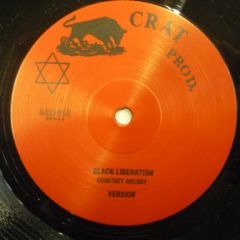 CRAT
PROD.
BLACK LIBERATION
COURTNEY MELODY
VERSION